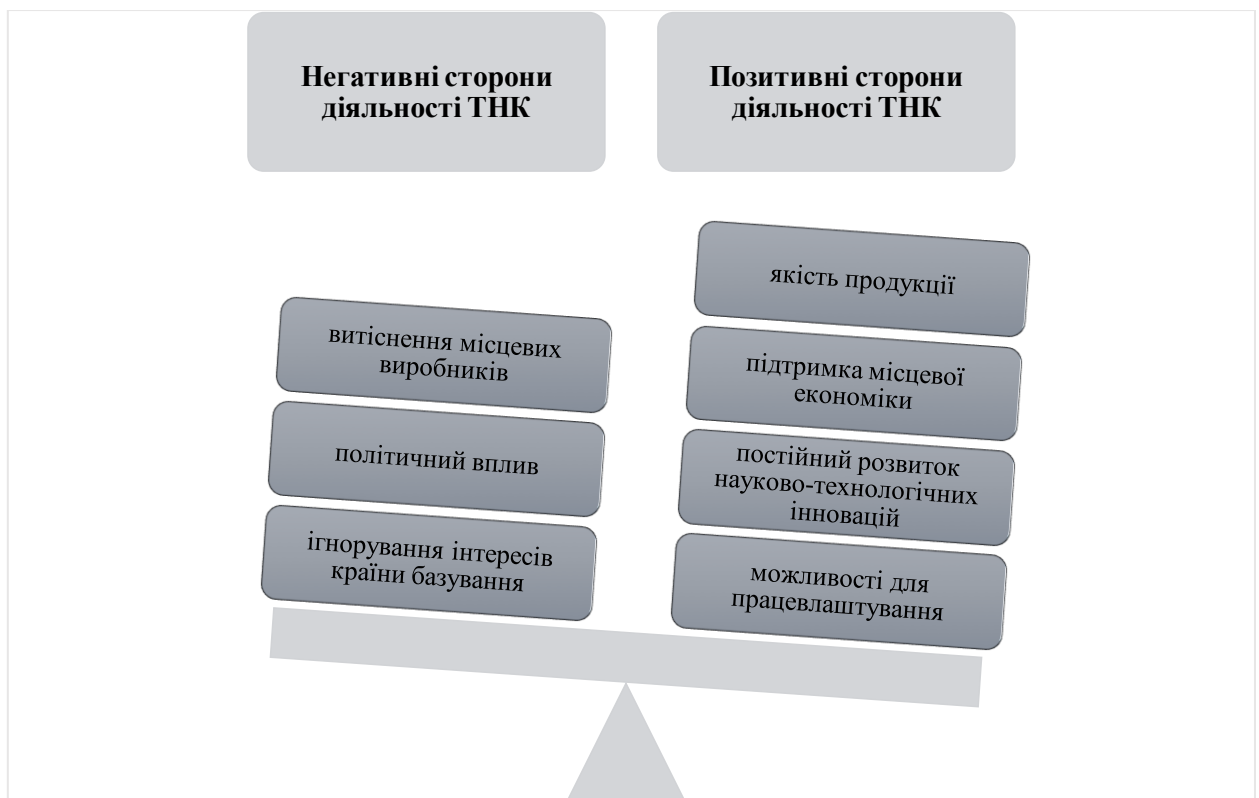 Негативні сторони
діяльності ТНК
Позитивні сторони
діяльності ТНК
витіснення місцевих
виробників
політичний вплив
ігнорування інтересів
країни базування
якість продукції
підтримка місцевої
економіки
постійний розвиток
науково-технологічних
інновацій
можливості для
працевлаштування